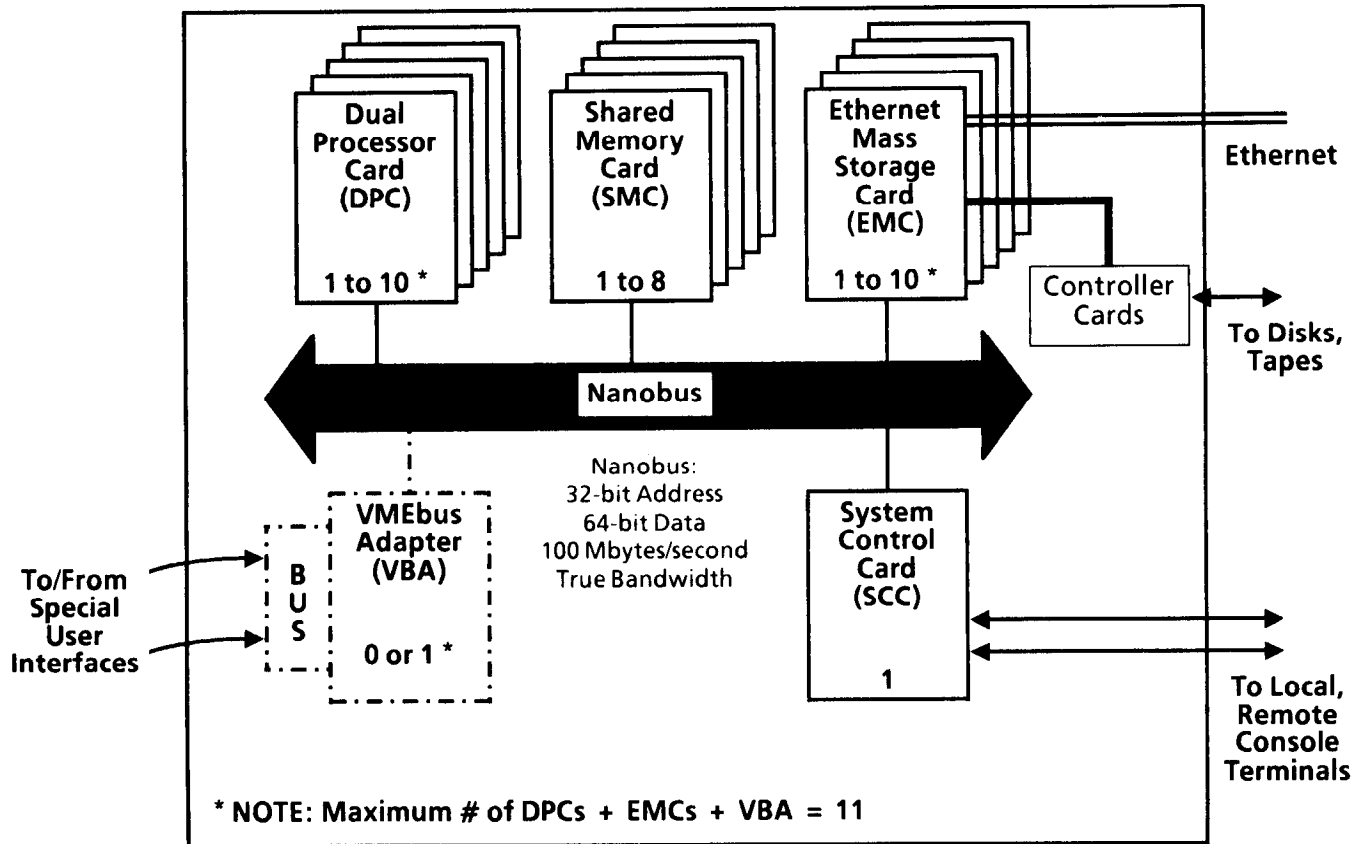 Dual
Processor
Card
(DPC)
1 to 10 *
Shared
Memory
Card
(SMC)
1 to 8
Ethernet
Mass
Storage
Card
(EMC)
1 to 10 *
Ethernet
Controller
Cards
To Disks,
Tapes
Nanobus
Nanobus:
32-bit Address
64-bit Data
100 Mbytes/second
True Bandwidth
VMEbus
Adapter
(VBA)
0 or 1 *
BUS
To/From
Special
User
Interfaces
System
Control
Card
(SCC)
1
To Local,
Remote
Console
Terminals
* NOTE: Maximum # of DPCs + EMCs + VBA = 11